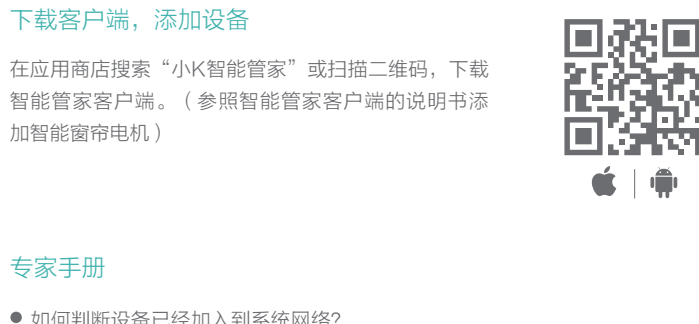 下载客户端，添加设备
在应用商店搜索“小K智能管家”或扫描二维码，下载
智能管家客户端。（参照智能管家客户端的说明书添
加智能窗帘电机）
专家手册
● 如何判断设备已经加入到系统网络?